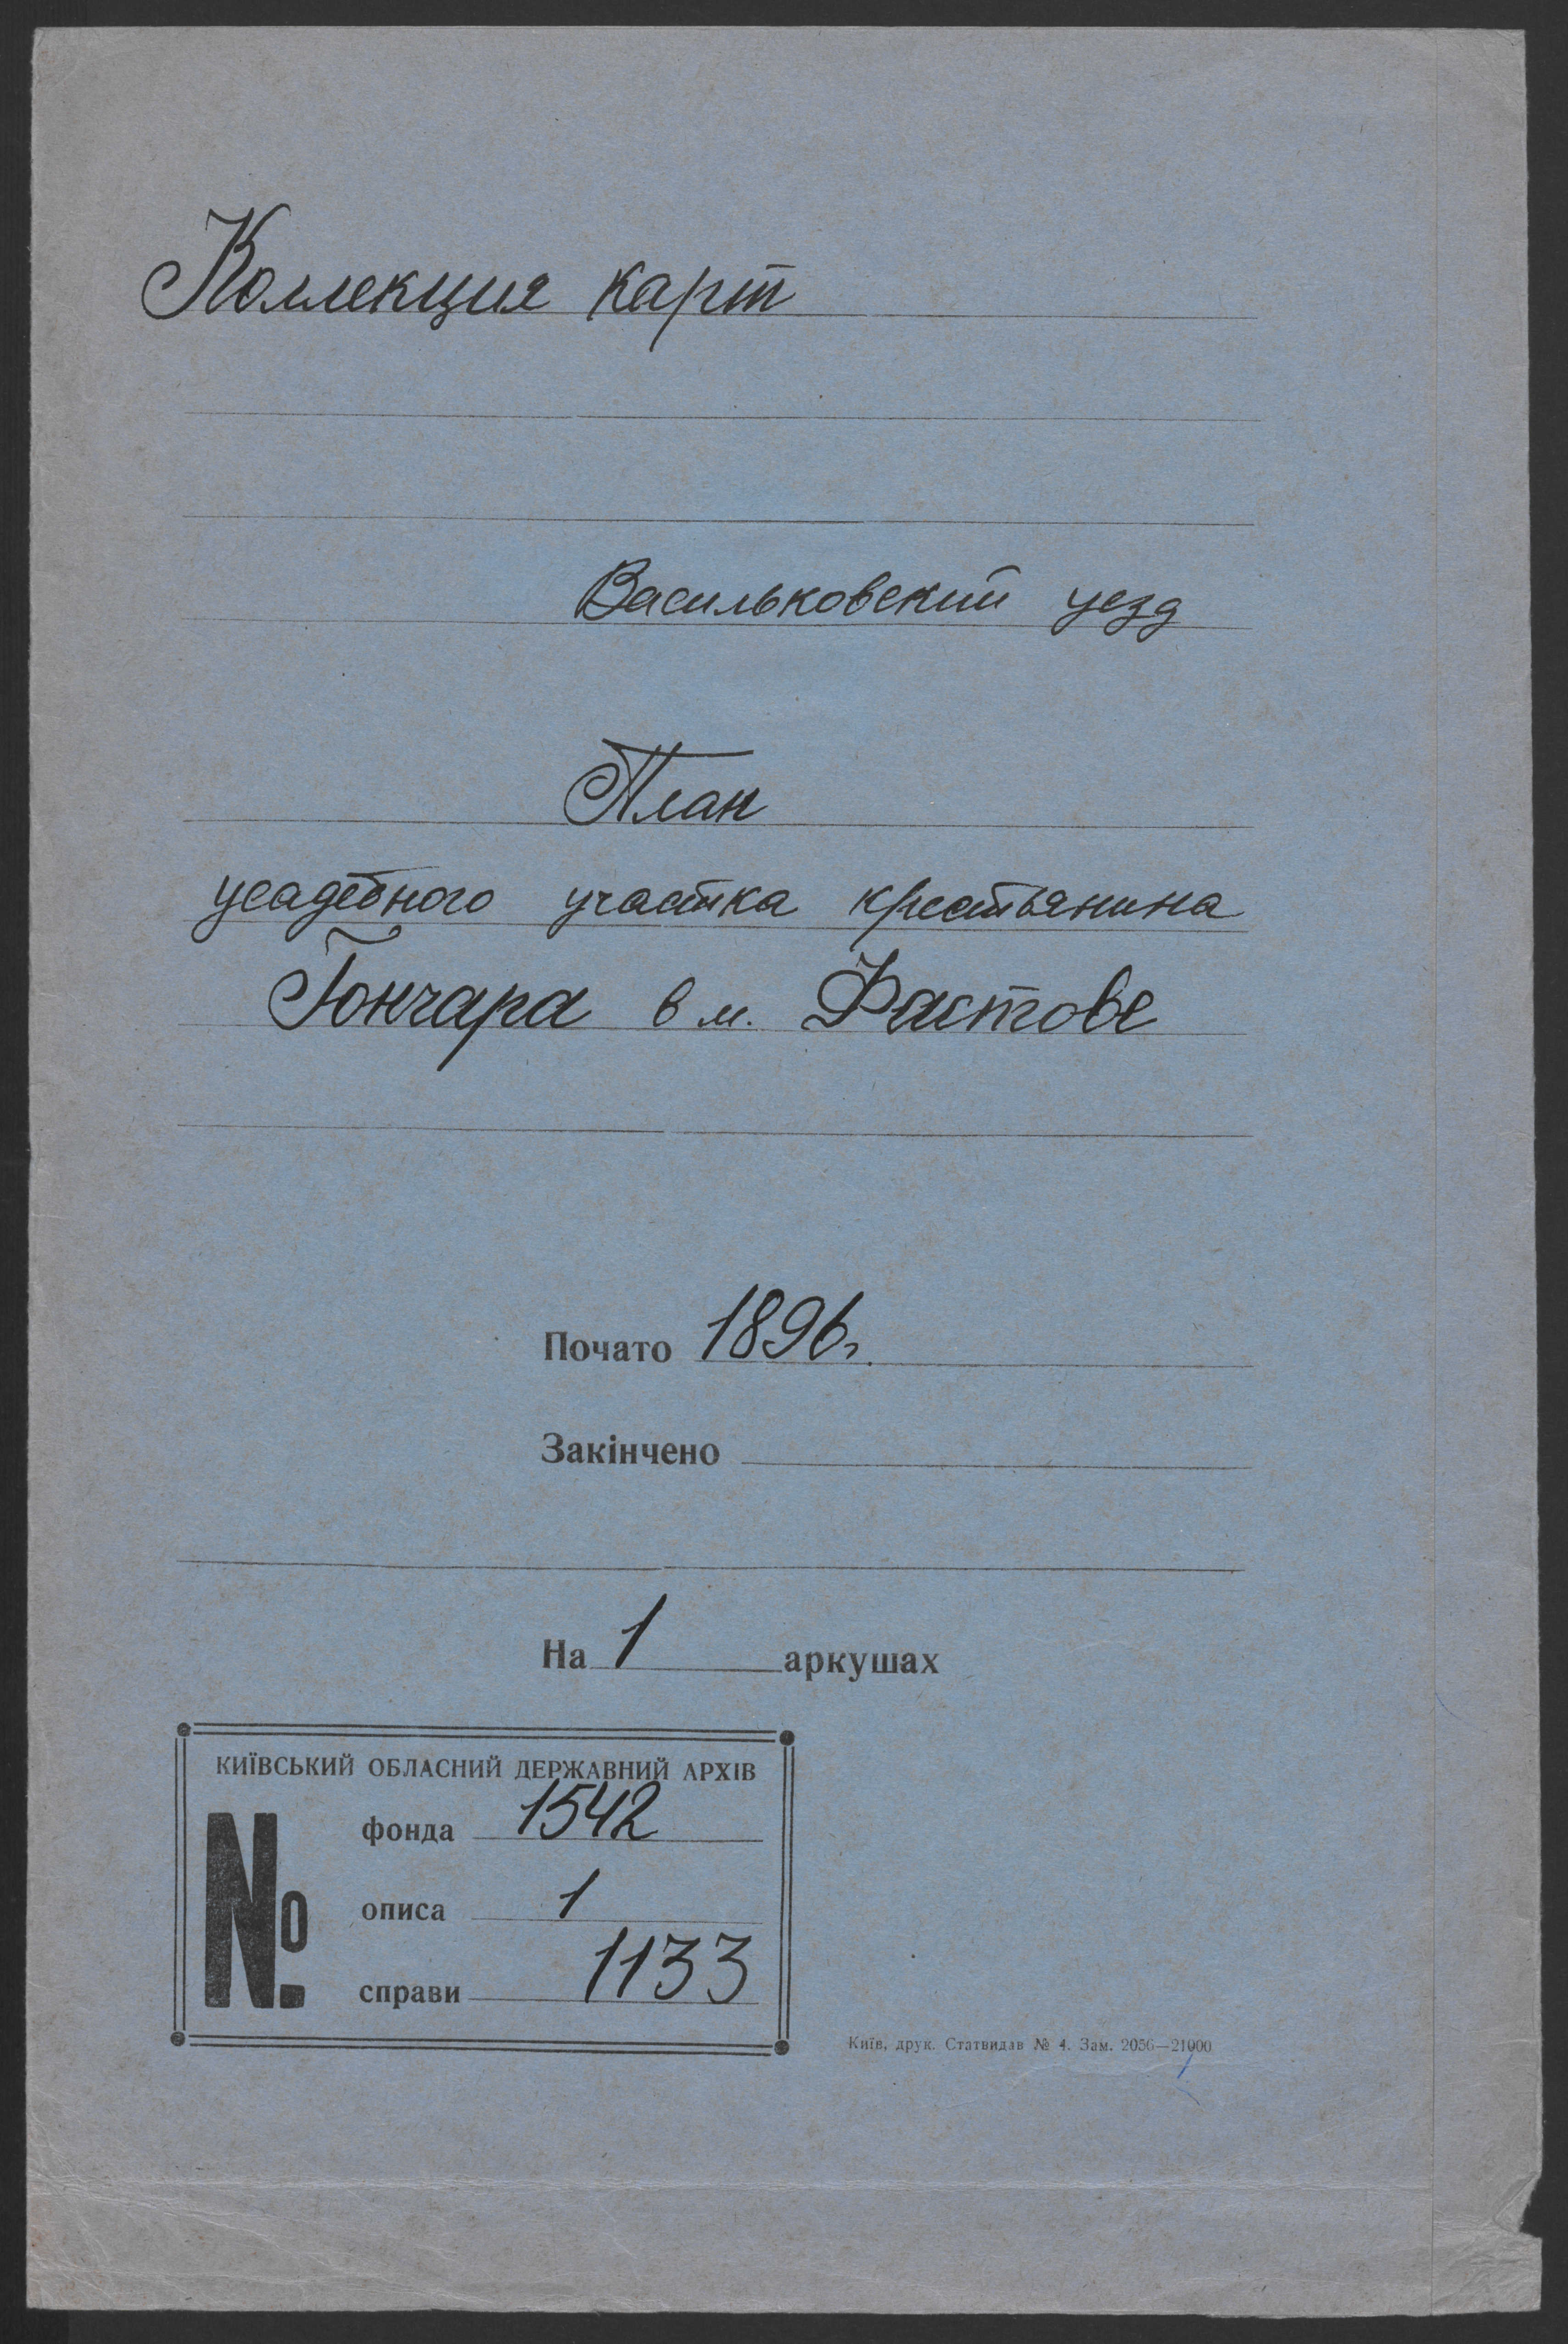 Коллекция карт
Васильковский уезд
План
усадебного участка крестьянина
Гончара в м. Фастове
Почато 1896г.
Закінчено
На 1 аркушах
КИЇВСЬКИЙ ОБЛАСНИЙ ДЕРЖАВНИЙ АРХІВ
№
фонда 1542
описа 1
справи 1133
Київ, друк. Статвидав № 4. Зам. 2056—21000